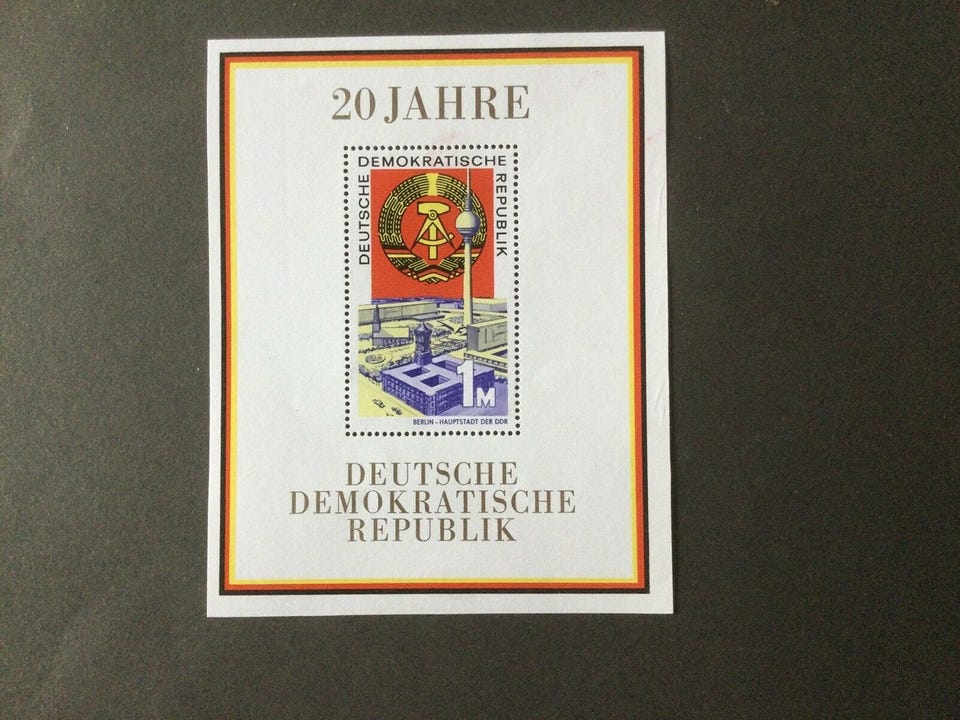 20 JAHRE
DEUTSCHE DEMOKRATISCHE REPUBLIK
1M
BERLIN - HAUPTSTADT DER DDR
DEUTSCHE
DEMOKRATISCHE
REPUBLIK